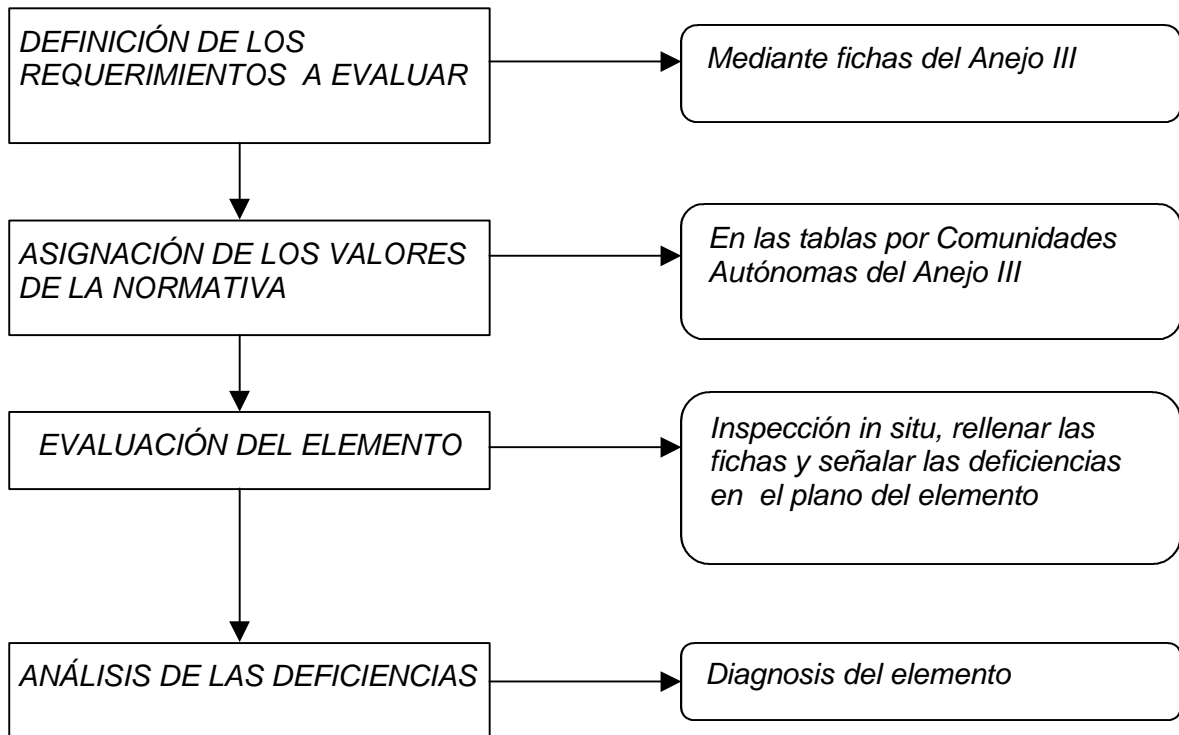 DEFINICIÓN DE LOS
REQUERIMIENTOS A EVALUAR
Mediante fichas del Anejo III
ASIGNACIÓN DE LOS VALORES
DE LA NORMATIVA
En las tablas por Comunidades
Autónomas del Anejo III
EVALUACIÓN DEL ELEMENTO
Inspección in situ, rellenar las
fichas y señalar las deficiencias
en el plano del elemento
ANÁLISIS DE LAS DEFICIENCIAS
Diagnosis del elemento